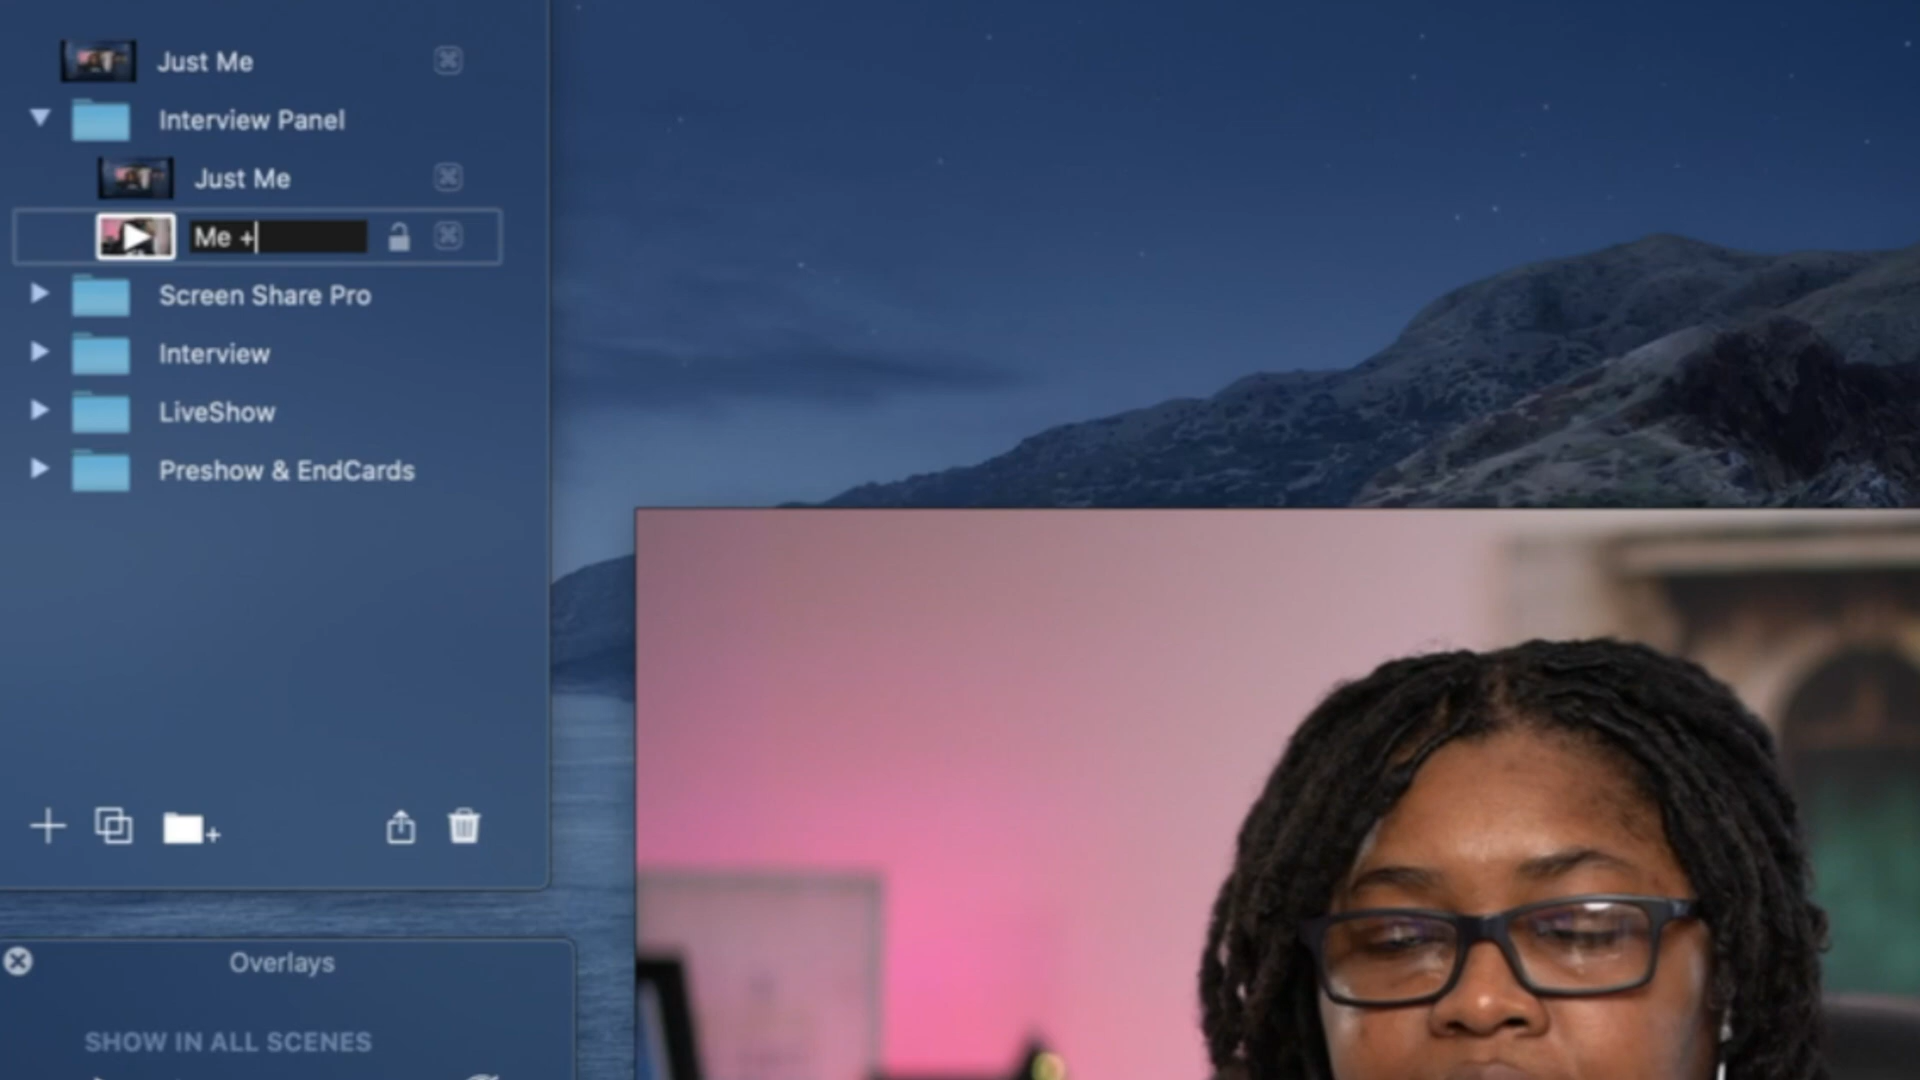 Just Me
Interview Panel
Just Me
Me +
Screen Share Pro
Interview
LiveShow
Preshow & EndCards
Overlays
SHOW IN ALL SCENES